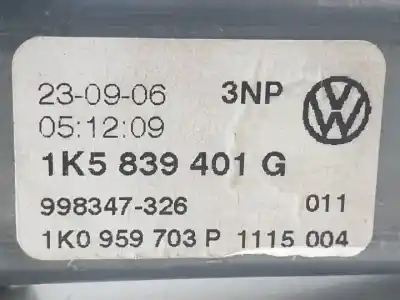 23-09-06 3NP
05:12:09
1K5 839 401 G
998347-326 011
1K0 959 703 P 1115 004